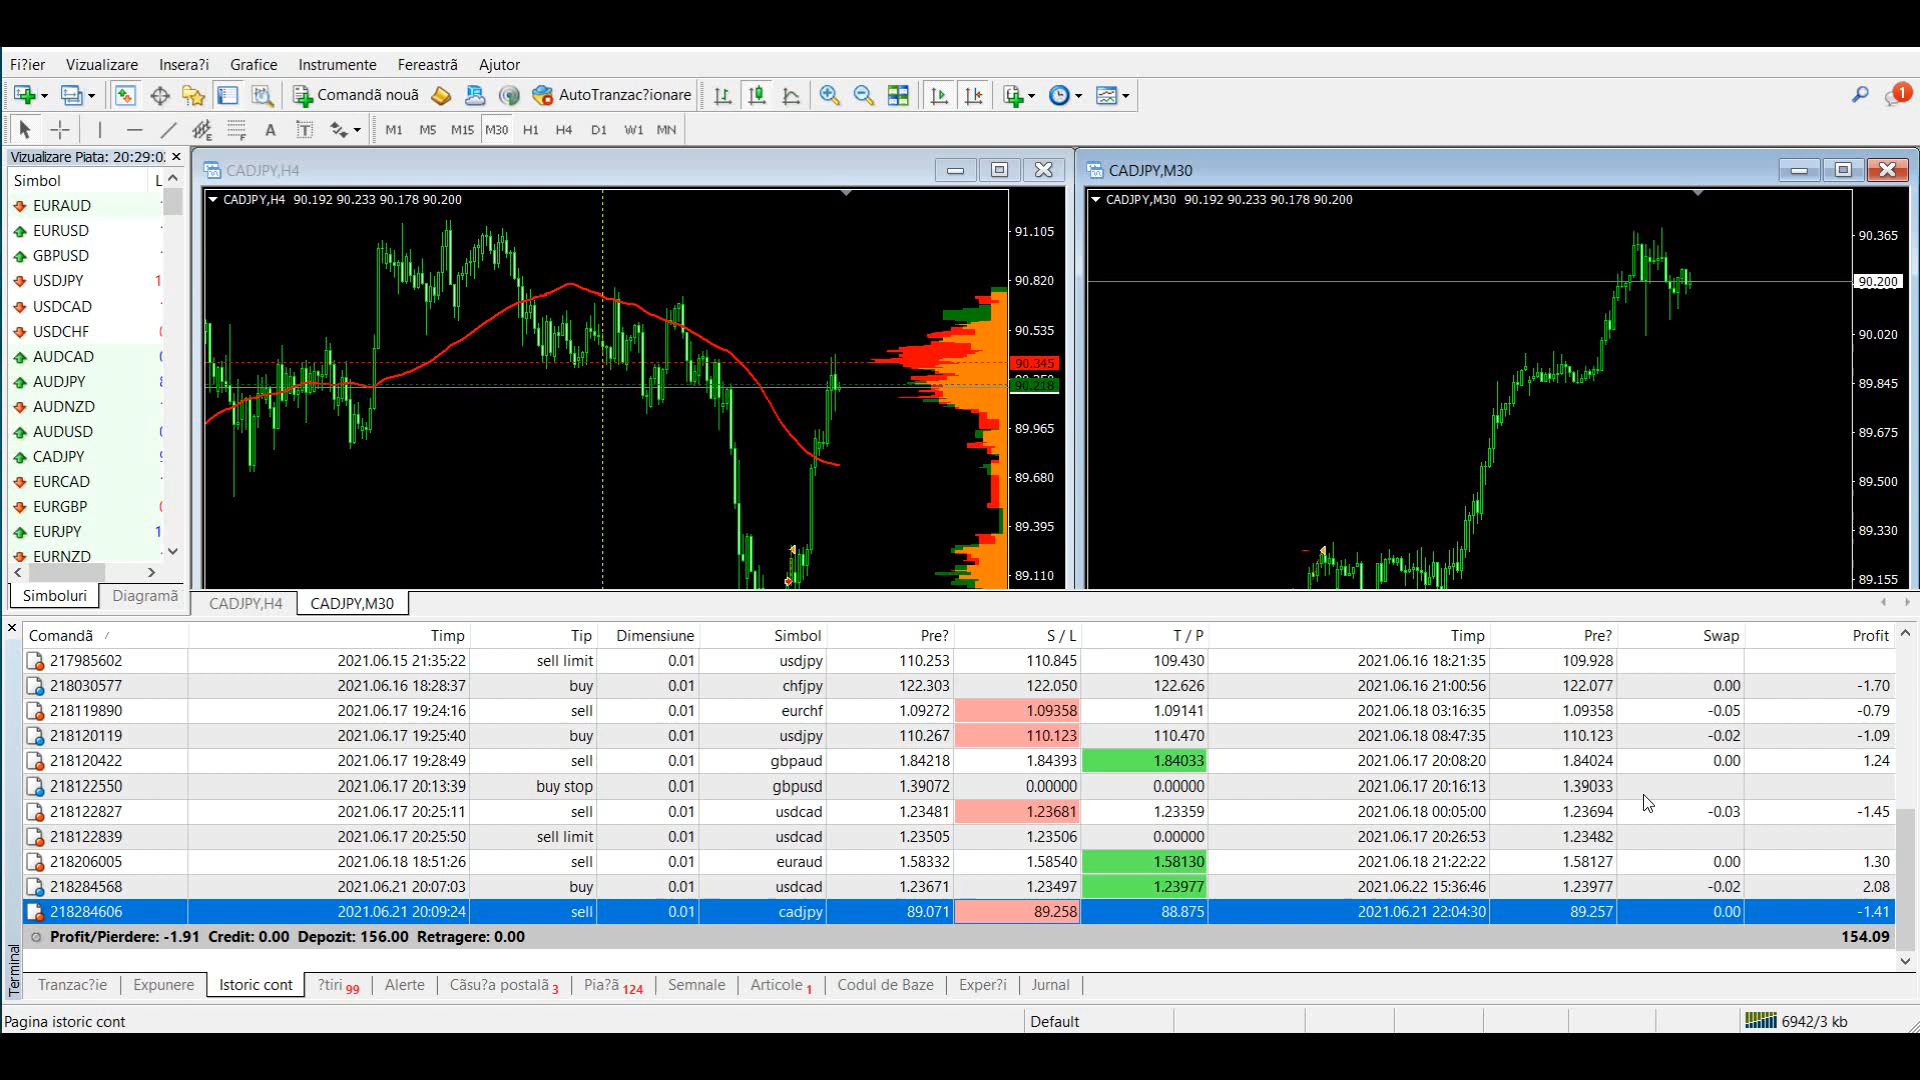 Fi?ier Vizualizare Insera?i Grafice Instrumente Fereastră Ajutor
Comandă nouă AutoTranzac?ionare 1
A T M1 M5 M15 M30 H1 H4 D1 W1 MN
Vizualizare Piata: 20:29:0
Simbol L
EURAUD
EURUSD
GBPUSD
USDJPY 1
USDCAD
USDCHF
AUDCAD
AUDJPY
AUDNZD
AUDUSD
CADJPY
EURCAD
EURGBP
EURJPY 1
EURNZD
Simboluri Diagramă
CADJPY,H4
CADJPY,H4 90.192 90.233 90.178 90.200
91.105
90.820
90.535
90.345
90.218
89.965
89.680
89.395
89.110
CADJPY,M30
CADJPY,M30 90.192 90.233 90.178 90.200
90.365
90.200
90.020
89.845
89.675
89.500
89.330
89.155
CADJPY,H4 CADJPY,M30
Comandă / Timp Tip Dimensiune Simbol Pre? S / L T / P Timp Pre? Swap Profit
217985602 2021.06.15 21:35:22 sell limit 0.01 usdjpy 110.253 110.845 109.430 2021.06.16 18:21:35 109.928
218030577 2021.06.16 18:28:37 buy 0.01 chfjpy 122.303 122.050 122.626 2021.06.16 21:00:56 122.077 0.00 -1.70
218119890 2021.06.17 19:24:16 sell 0.01 eurchf 1.09272 1.09358 1.09141 2021.06.18 03:16:35 1.09358 -0.05 -0.79
218120119 2021.06.17 19:25:40 buy 0.01 usdjpy 110.267 110.123 110.470 2021.06.18 08:47:35 110.123 -0.02 -1.09
218120422 2021.06.17 19:28:49 sell 0.01 gbpaud 1.84218 1.84393 1.84033 2021.06.17 20:08:20 1.84024 0.00 1.24
218122550 2021.06.17 20:13:39 buy stop 0.01 gbpusd 1.39072 0.00000 0.00000 2021.06.17 20:16:13 1.39033
218122827 2021.06.17 20:25:11 sell 0.01 usdcad 1.23481 1.23681 1.23359 2021.06.18 00:05:00 1.23694 -0.03 -1.45
218122839 2021.06.17 20:25:50 sell limit 0.01 usdcad 1.23505 1.23506 0.00000 2021.06.17 20:26:53 1.23482
218206005 2021.06.18 18:51:26 sell 0.01 euraud 1.58332 1.58540 1.58130 2021.06.18 21:22:22 1.58127 0.00 1.30
218284568 2021.06.21 20:07:03 buy 0.01 usdcad 1.23671 1.23497 1.23977 2021.06.22 15:36:46 1.23977 -0.02 2.08
218284606 2021.06.21 20:09:24 sell 0.01 cadjpy 89.071 89.258 88.875 2021.06.21 22:04:30 89.257 0.00 -1.41
Profit/Pierdere: -1.91 Credit: 0.00 Depozit: 156.00 Retragere: 0.00 154.09
Terminal
Tranzac?ie Expunere Istoric cont ?tiri 99 Alerte Căsu?a postală 3 Pia?ă 124 Semnale Articole 1 Codul de Baze Exper?i Jurnal
Pagina istoric cont Default 6942/3 kb